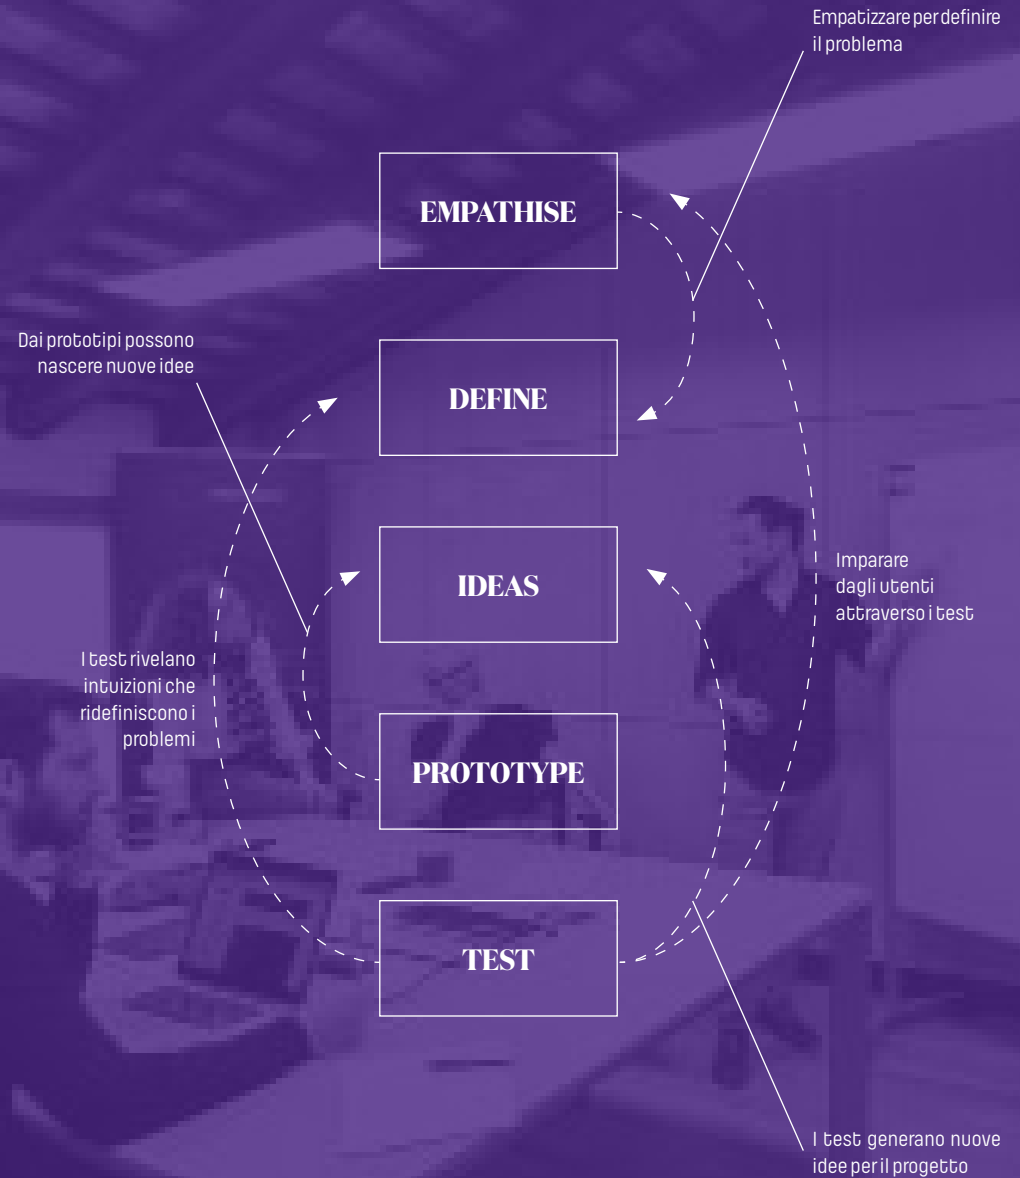 Empatizzare per definire
il problema
EMPATHISE
Dai prototipi possono
nascere nuove idee
DEFINE
IDEAS
Imparare
dagli utenti
attraverso i test
I test rivelano
intuizioni che
ridefiniscono i
problemi
PROTOTYPE
TEST
I test generano nuove
idee per il progetto